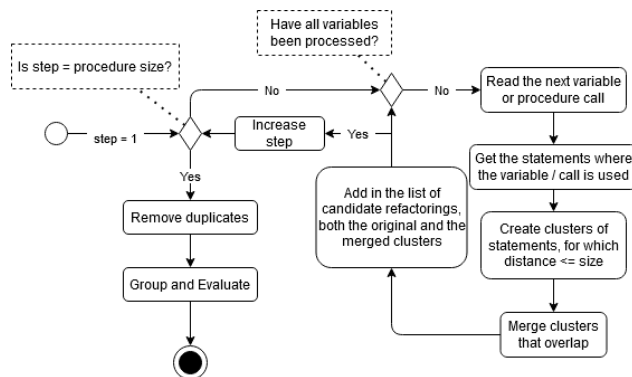 Have all variables
been processed?
Is step = procedure size?
No
No
Read the next variable
or procedure call
step = 1
Increase
step
Yes
Yes
Get the statements where
the variable / call is used
Add in the list of
candidate refactorings,
both the original and the
merged clusters
Remove duplicates
Create clusters of
statements, for which
distance <= size
Group and Evaluate
Merge clusters
that overlap